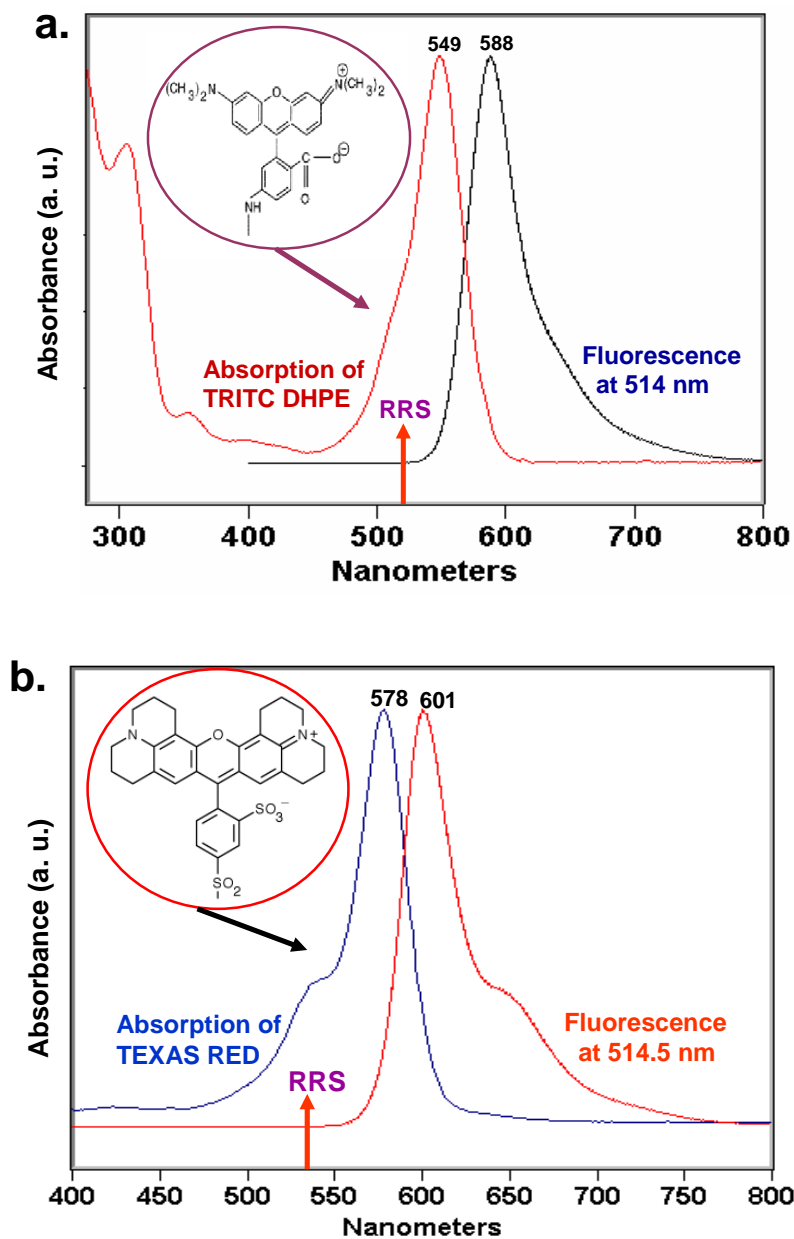 a.
549 588
(CH₃)₂N
O
⊕
N(CH₃)₂
C
O⊖
O
NH
Absorbance (a. u.)
Absorption of
TRITC DHPE
RRS
Fluorescence
at 514 nm
300 400 500 600 700 800
Nanometers
b.
578 601
N
O
N+
SO₃⁻
SO₂
Absorbance (a. u.)
Absorption of
TEXAS RED
RRS
Fluorescence
at 514.5 nm
400 450 500 550 600 650 700 750 800
Nanometers